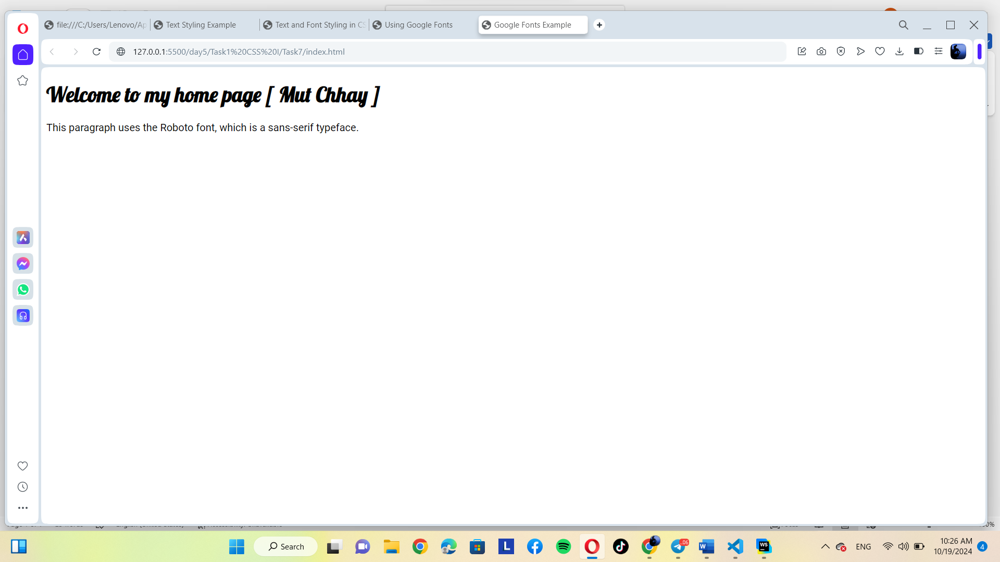 file:///C:/Users/Lenovo/Ap
Text Styling Example
Text and Font Styling in CS
Using Google Fonts
Google Fonts Example
127.0.0.1:5500/day5/Task1%20CSS%20I/Task7/index.html
Welcome to my home page [ Mut Chhay ]
This paragraph uses the Roboto font, which is a sans-serif typeface.
Search
L
W
WS
.06
ENG
10:26 AM
10/19/2024
4